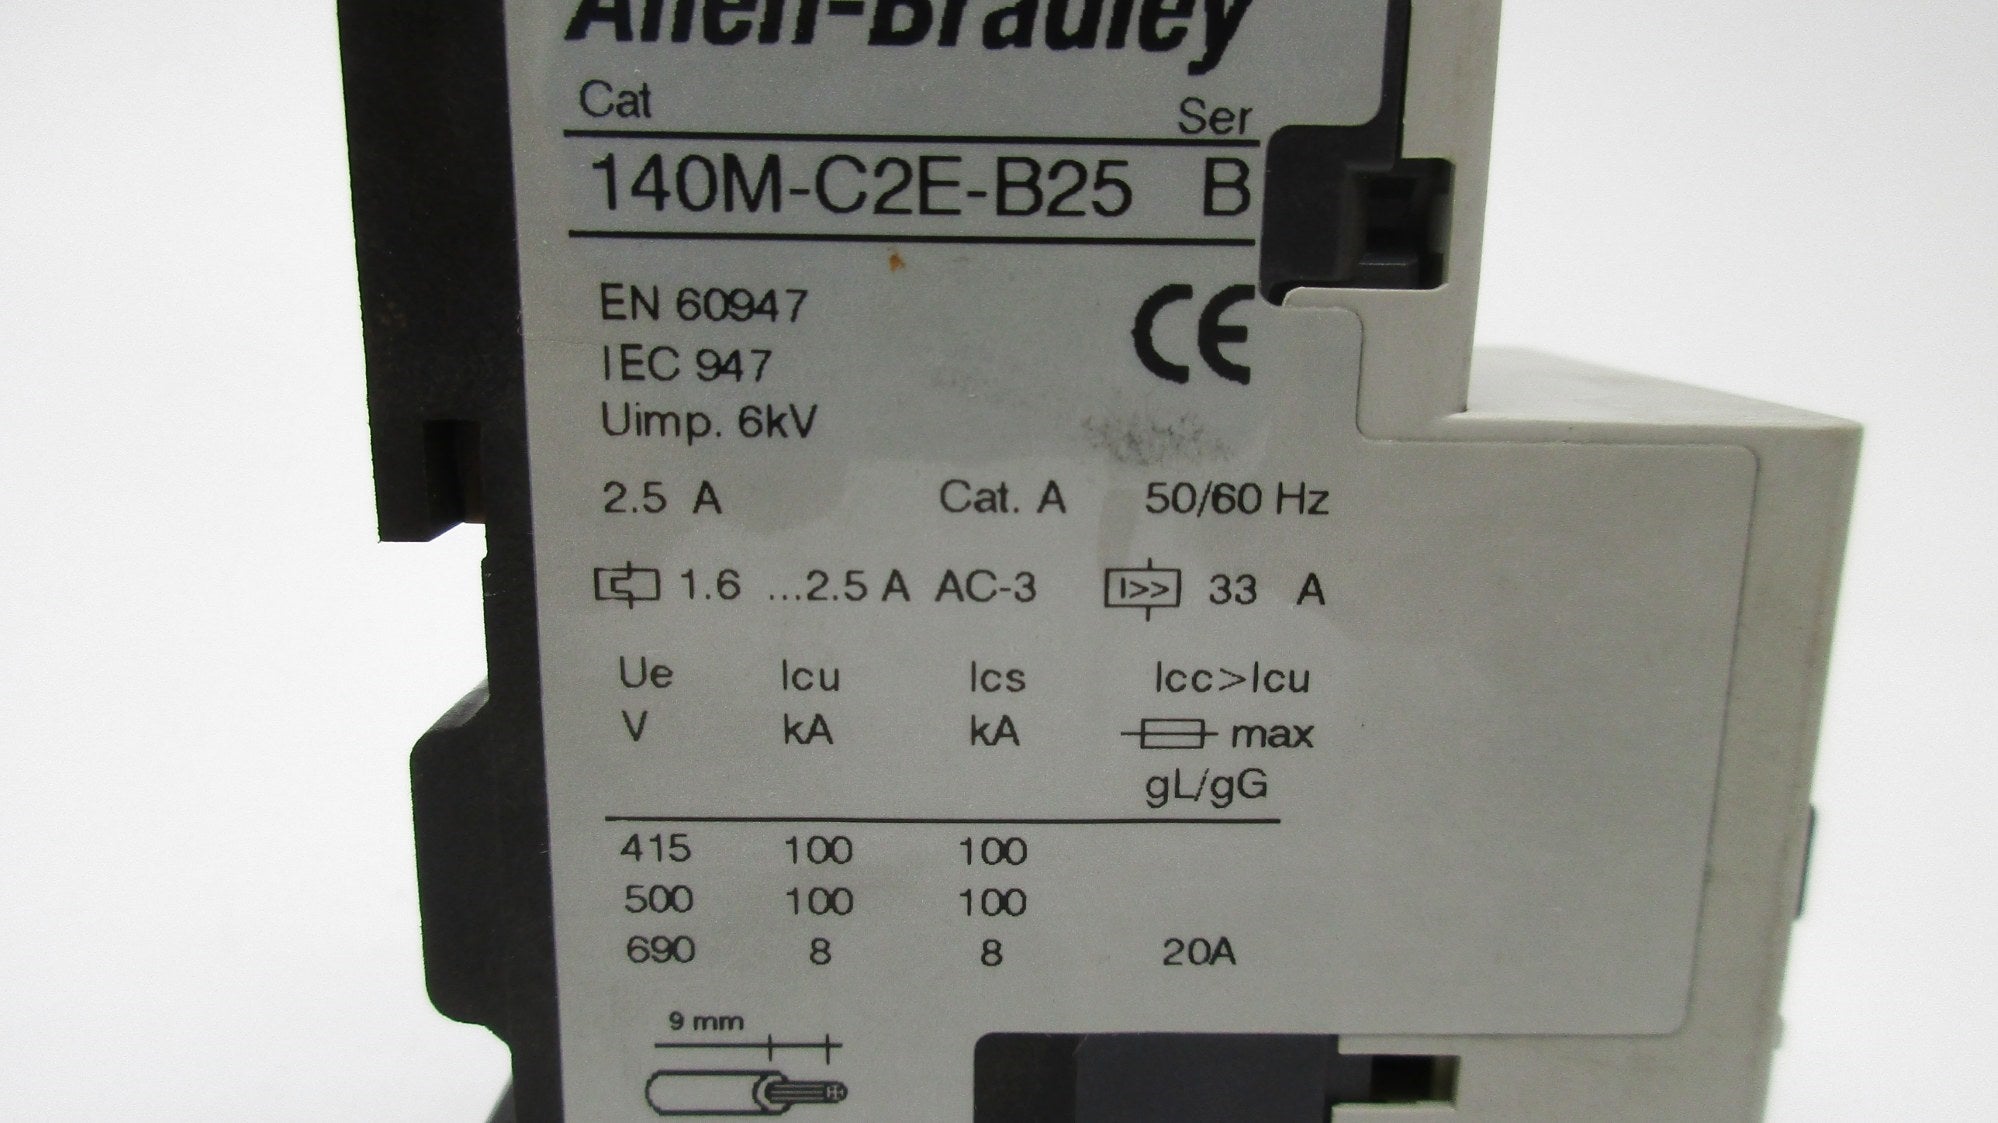 Allen-Bradley
Cat Ser
140M-C2E-B25 B
EN 60947 CE
IEC 947
Uimp. 6kV
2.5 A Cat. A 50/60 Hz
1.6 ...2.5 A AC-3 I>> 33 A
Ue Icu Ics Icc>Icu
V kA kA max
gL/gG
415 100 100
500 100 100
690 8 8 20A
9 mm